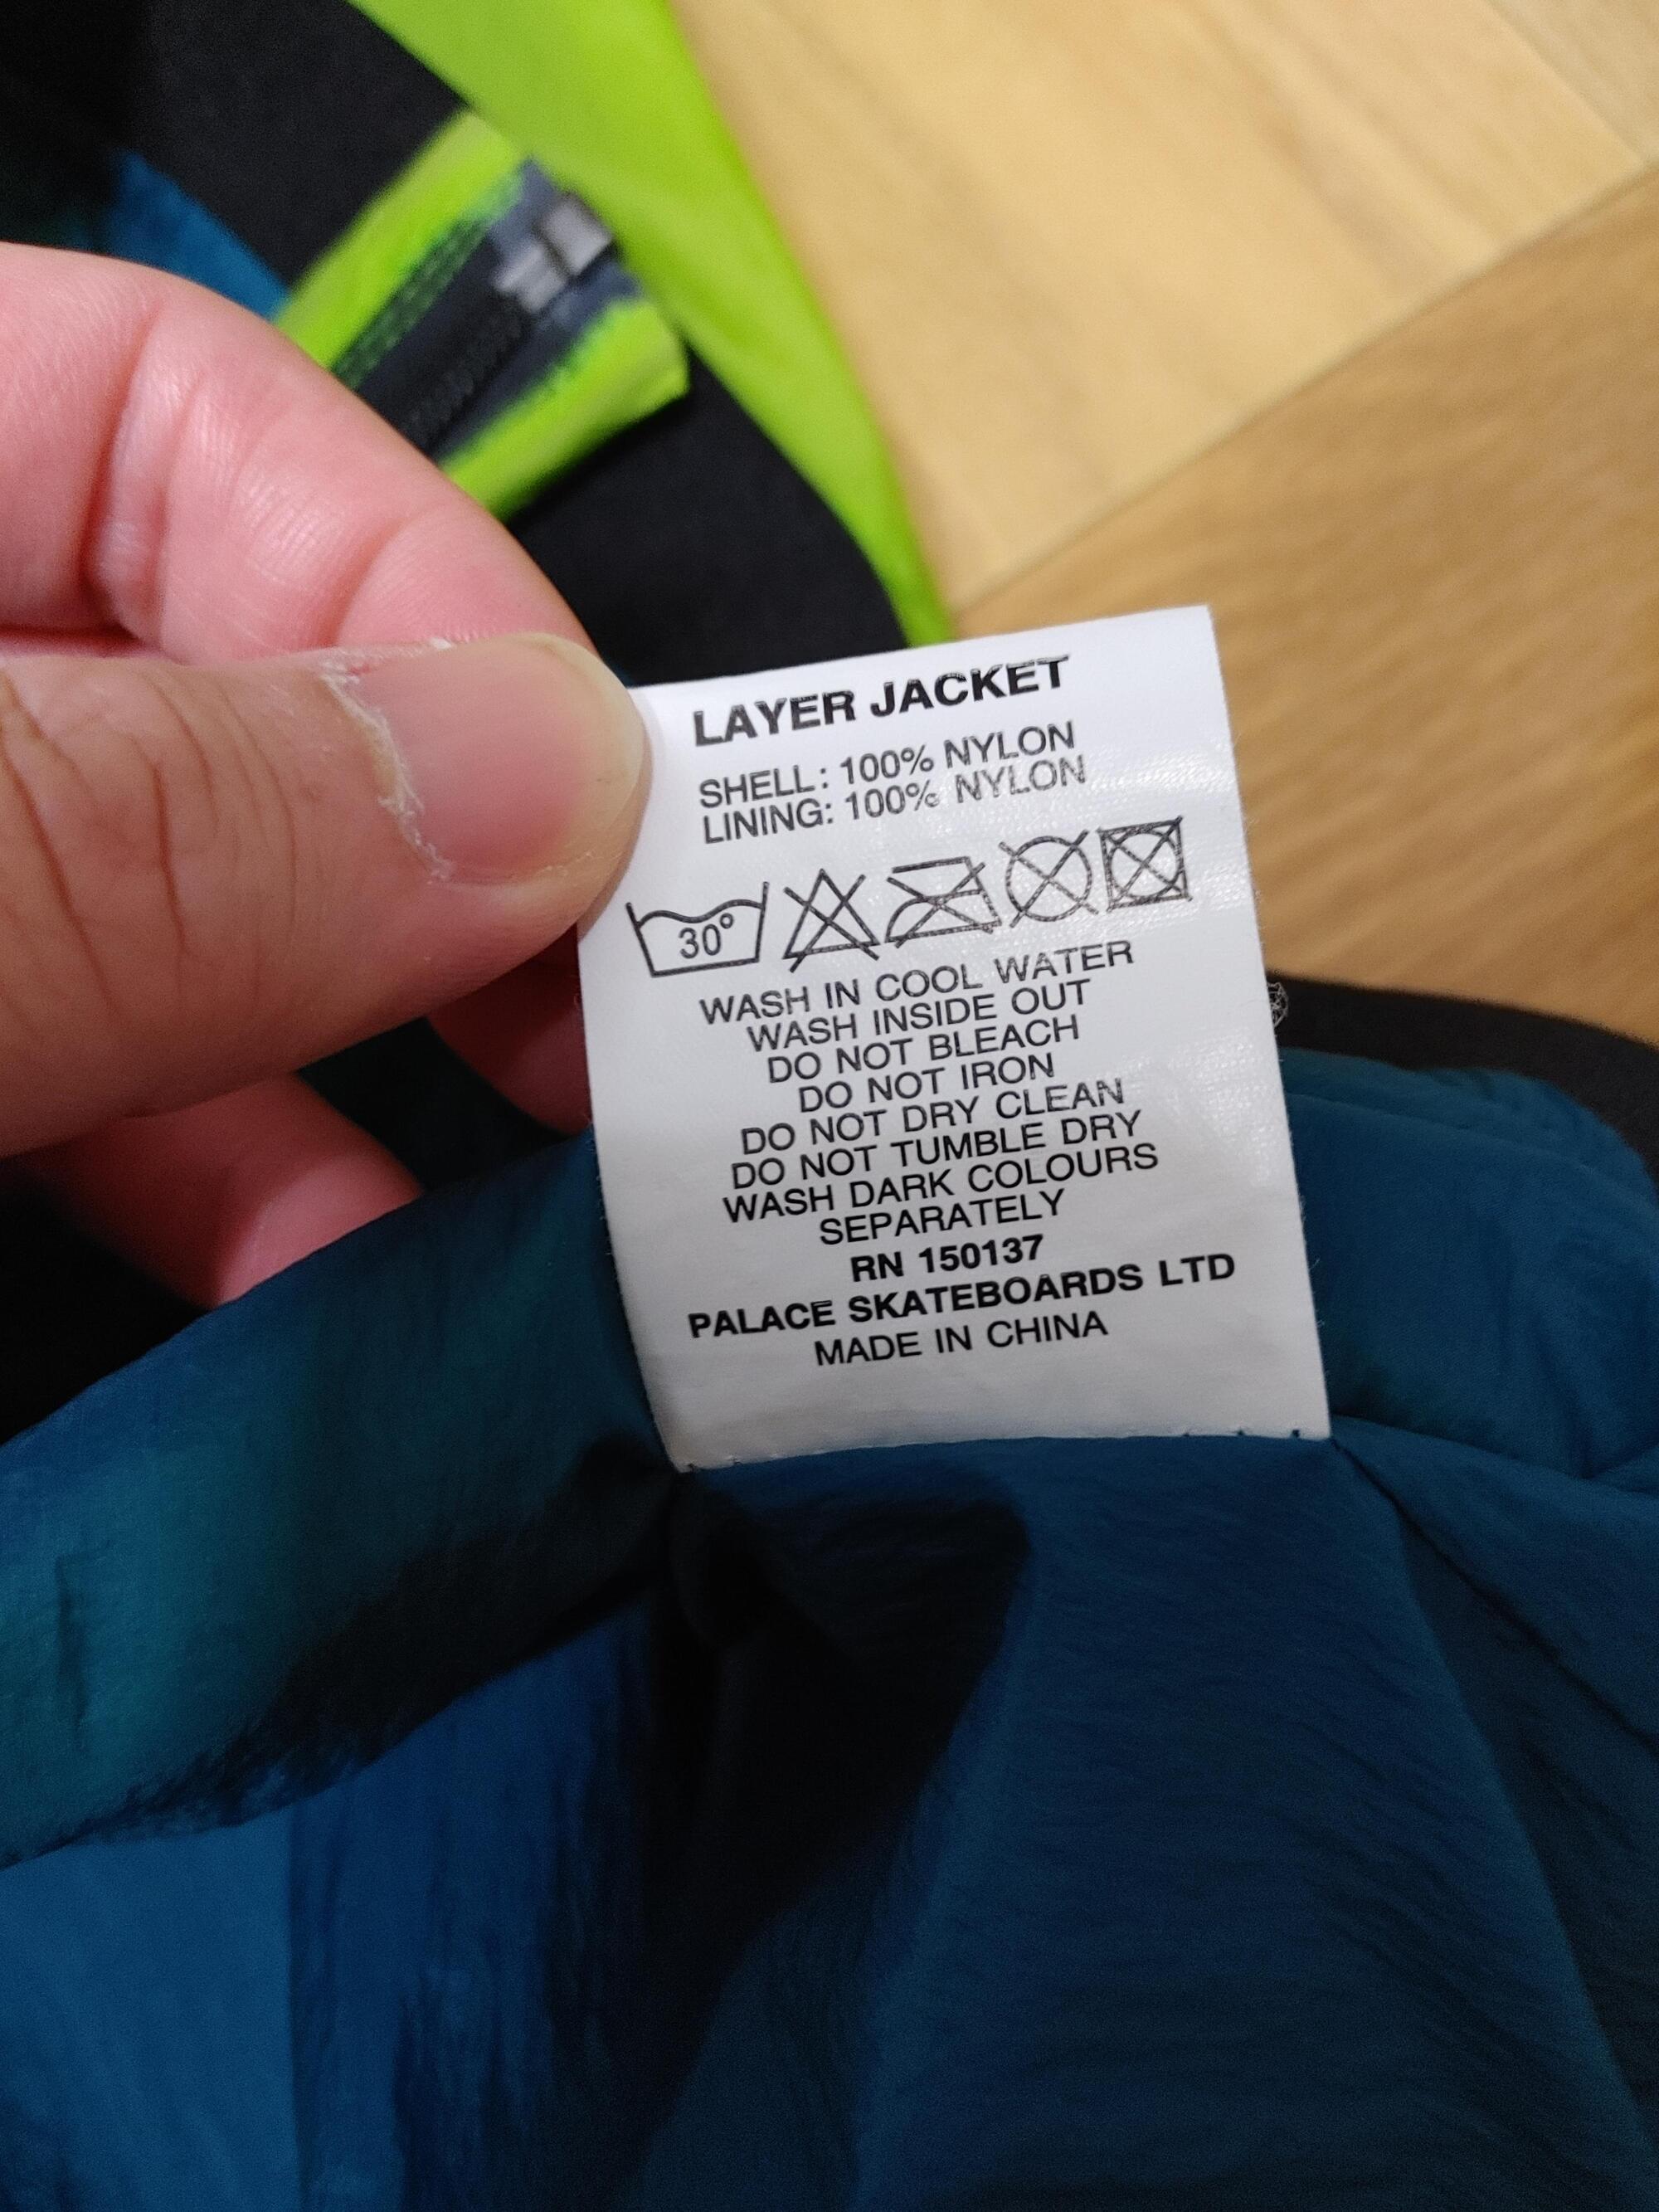 LAYER JACKET
SHELL: 100% NYLON
LINING: 100% NYLON
30°
WASH IN COOL WATER
WASH INSIDE OUT
DO NOT BLEACH
DO NOT IRON
DO NOT DRY CLEAN
DO NOT TUMBLE DRY
WASH DARK COLOURS
SEPARATELY
RN 150137
PALACE SKATEBOARDS LTD
MADE IN CHINA